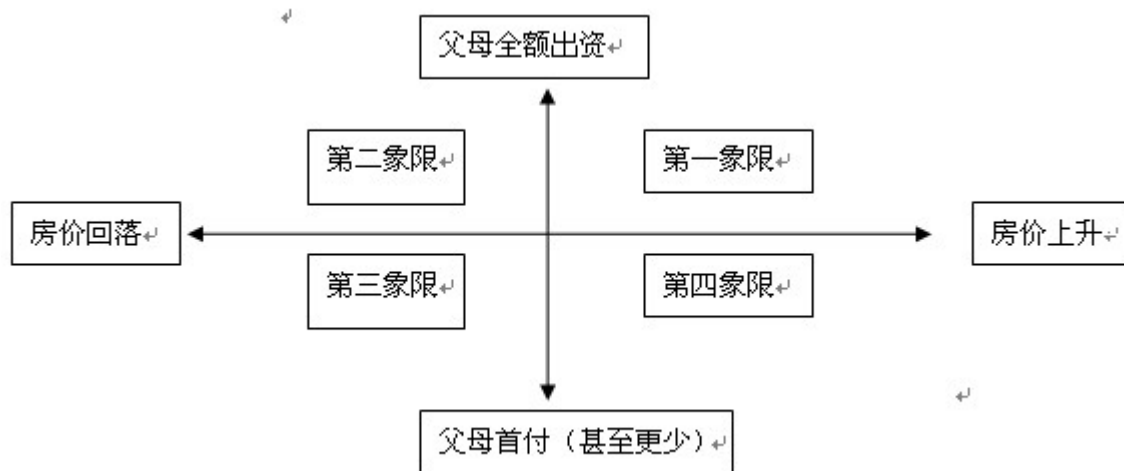 父母全额出资
第二象限
第一象限
房价回落
房价上升
第三象限
第四象限
父母首付（甚至更少）